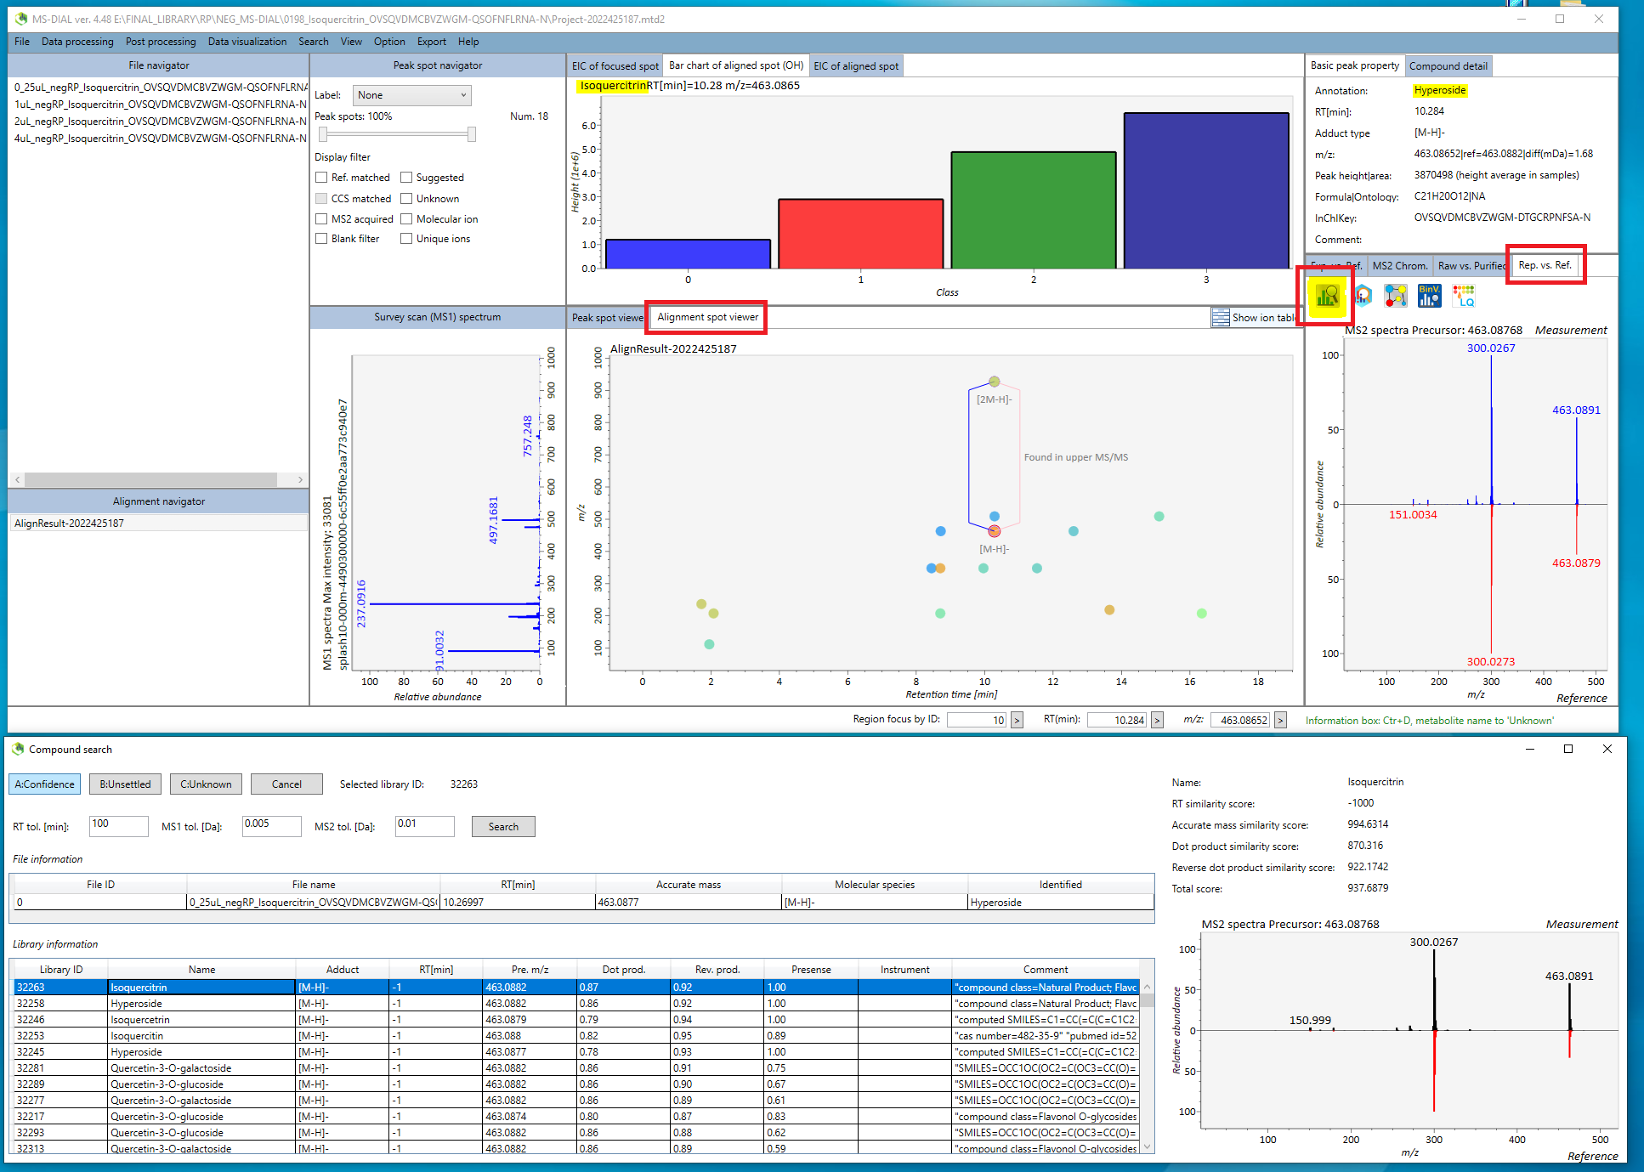 MS-DIAL ver. 4.48 E:\FINAL_LIBRARY\RP\NEG_MS-DIAL\0198_Isoquercitrin_OVSQVDMCBVZWGM-QSOFNFLRNA-N\Project-2022425187.mtd2
File Data processing Post processing Data visualization Search View Option Export Help
File navigator
0_25uL_negRP_Isoquercitrin_OVSQVDMCBVZWGM-QSOFNFLRNA
1uL_negRP_Isoquercitrin_OVSQVDMCBVZWGM-QSOFNFLRNA-N
2uL_negRP_Isoquercitrin_OVSQVDMCBVZWGM-QSOFNFLRNA-N
4uL_negRP_Isoquercitrin_OVSQVDMCBVZWGM-QSOFNFLRNA-N
Alignment navigator
AlignResult-2022425187
Peak spot navigator
Label: None
Peak spots: 100% Num. 18
Display filter
Ref. matched Suggested
CCS matched Unknown
MS2 acquired Molecular ion
Blank filter Unique ions
Survey scan (MS1) spectrum
MS1 spectra Max intensity: 33081
splash10-000m-4490300000-6c55ff0e2aa773c940e7
757.248
497.1681
237.0916
91.0032
1000
900
800
700
600
500
400
300
200
100
100 80 60 40 20 0
Relative abundance
EIC of focused spot Bar chart of aligned spot (OH) EIC of aligned spot
IsoquercitrinRT[min]=10.28 m/z=463.0865
Height (1e+6)
6.0
5.0
4.0
3.0
2.0
1.0
0.0
0 1 2 3
Class
Peak spot viewer Alignment spot viewer Show ion table
AlignResult-2022425187
m/z
1000
900
800
700
600
500
400
300
200
100
[2M-H]-
Found in upper MS/MS
[M-H]-
0 2 4 6 8 10 12 14 16 18
Retention time [min]
Basic peak property Compound detail
Annotation: Hyperoside
RT[min]: 10.284
Adduct type [M-H]-
m/z: 463.08652|ref=463.0882|diff(mDa)=1.68
Peak height|area: 3870498 (height average in samples)
Formula|Ontology: C21H20O12|NA
InChIKey: OVSQVDMCBVZWGM-DTGCRPNFSA-N
Comment:
Exp. vs. Ref. MS2 Chrom. Raw vs. Purified Rep. vs. Ref.
BinV.
LQ
MS2 spectra Precursor: 463.08768 Measurement
300.0267
463.0891
151.0034
463.0879
300.0273
Relative abundance
100
50
0
50
100
100 200 300 400 500
m/z
Reference
Region focus by ID: 10 > RT(min): 10.284 > m/z: 463.08652 > Information box: Ctr+D, metabolite name to 'Unknown'
Compound search
A:Confidence B:Unsettled C:Unknown Cancel Selected library ID: 32263
RT tol. [min]: 100 MS1 tol. [Da]: 0.005 MS2 tol. [Da]: 0.01 Search
File information
File ID File name RT[min] Accurate mass Molecular species Identified
0 0_25uL_negRP_Isoquercitrin_OVSQVDMCBVZWGM-QS 10.26997 463.0877 [M-H]- Hyperoside
Library information
Library ID Name Adduct RT[min] Pre. m/z Dot prod. Rev. prod. Presense Instrument Comment
32263 Isoquercitrin [M-H]- -1 463.0882 0.87 0.92 1.00 "compound class=Natural Product; Flavc
32258 Hyperoside [M-H]- -1 463.0882 0.86 0.92 1.00 "compound class=Natural Product; Flavc
32246 Isoquercetrin [M-H]- -1 463.0879 0.79 0.94 1.00 "computed SMILES=C1=CC(=C(C=C1C2
32253 Isoquercitin [M-H]- -1 463.088 0.82 0.95 0.89 "cas number=482-35-9" "pubmed id=52
32245 Hyperoside [M-H]- -1 463.0877 0.78 0.93 1.00 "computed SMILES=C1=CC(=C(C=C1C2
32281 Quercetin-3-O-galactoside [M-H]- -1 463.0882 0.86 0.91 0.75 "SMILES=OCC1OC(OC2=C(OC3=CC(O)=
32289 Quercetin-3-O-glucoside [M-H]- -1 463.0882 0.86 0.90 0.67 "SMILES=OCC1OC(OC2=C(OC3=CC(O)=
32277 Quercetin-3-O-galactoside [M-H]- -1 463.0882 0.86 0.89 0.61 "SMILES=OCC1OC(OC2=C(OC3=CC(O)=
32217 Quercetin-3-O-glucoside [M-H]- -1 463.0874 0.80 0.87 0.83 "compound class=Flavonol O-glycosides
32293 Quercetin-3-O-glucoside [M-H]- -1 463.0882 0.86 0.88 0.62 "SMILES=OCC1OC(OC2=C(OC3=CC(O)=
32313 Quercetin-3-O-galactoside [M-H]- -1 463.0882 0.86 0.89 0.59 "compound class=Flavonol O-glycosides
Name: Isoquercitrin
RT similarity score: -1000
Accurate mass similarity score: 994.6314
Dot product similarity score: 870.316
Reverse dot product similarity score: 922.1742
Total score: 937.6879
MS2 spectra Precursor: 463.08768 Measurement
300.0267
463.0891
150.999
Relative abundance
100
50
0
50
100
100 200 300 400 500
m/z
Reference